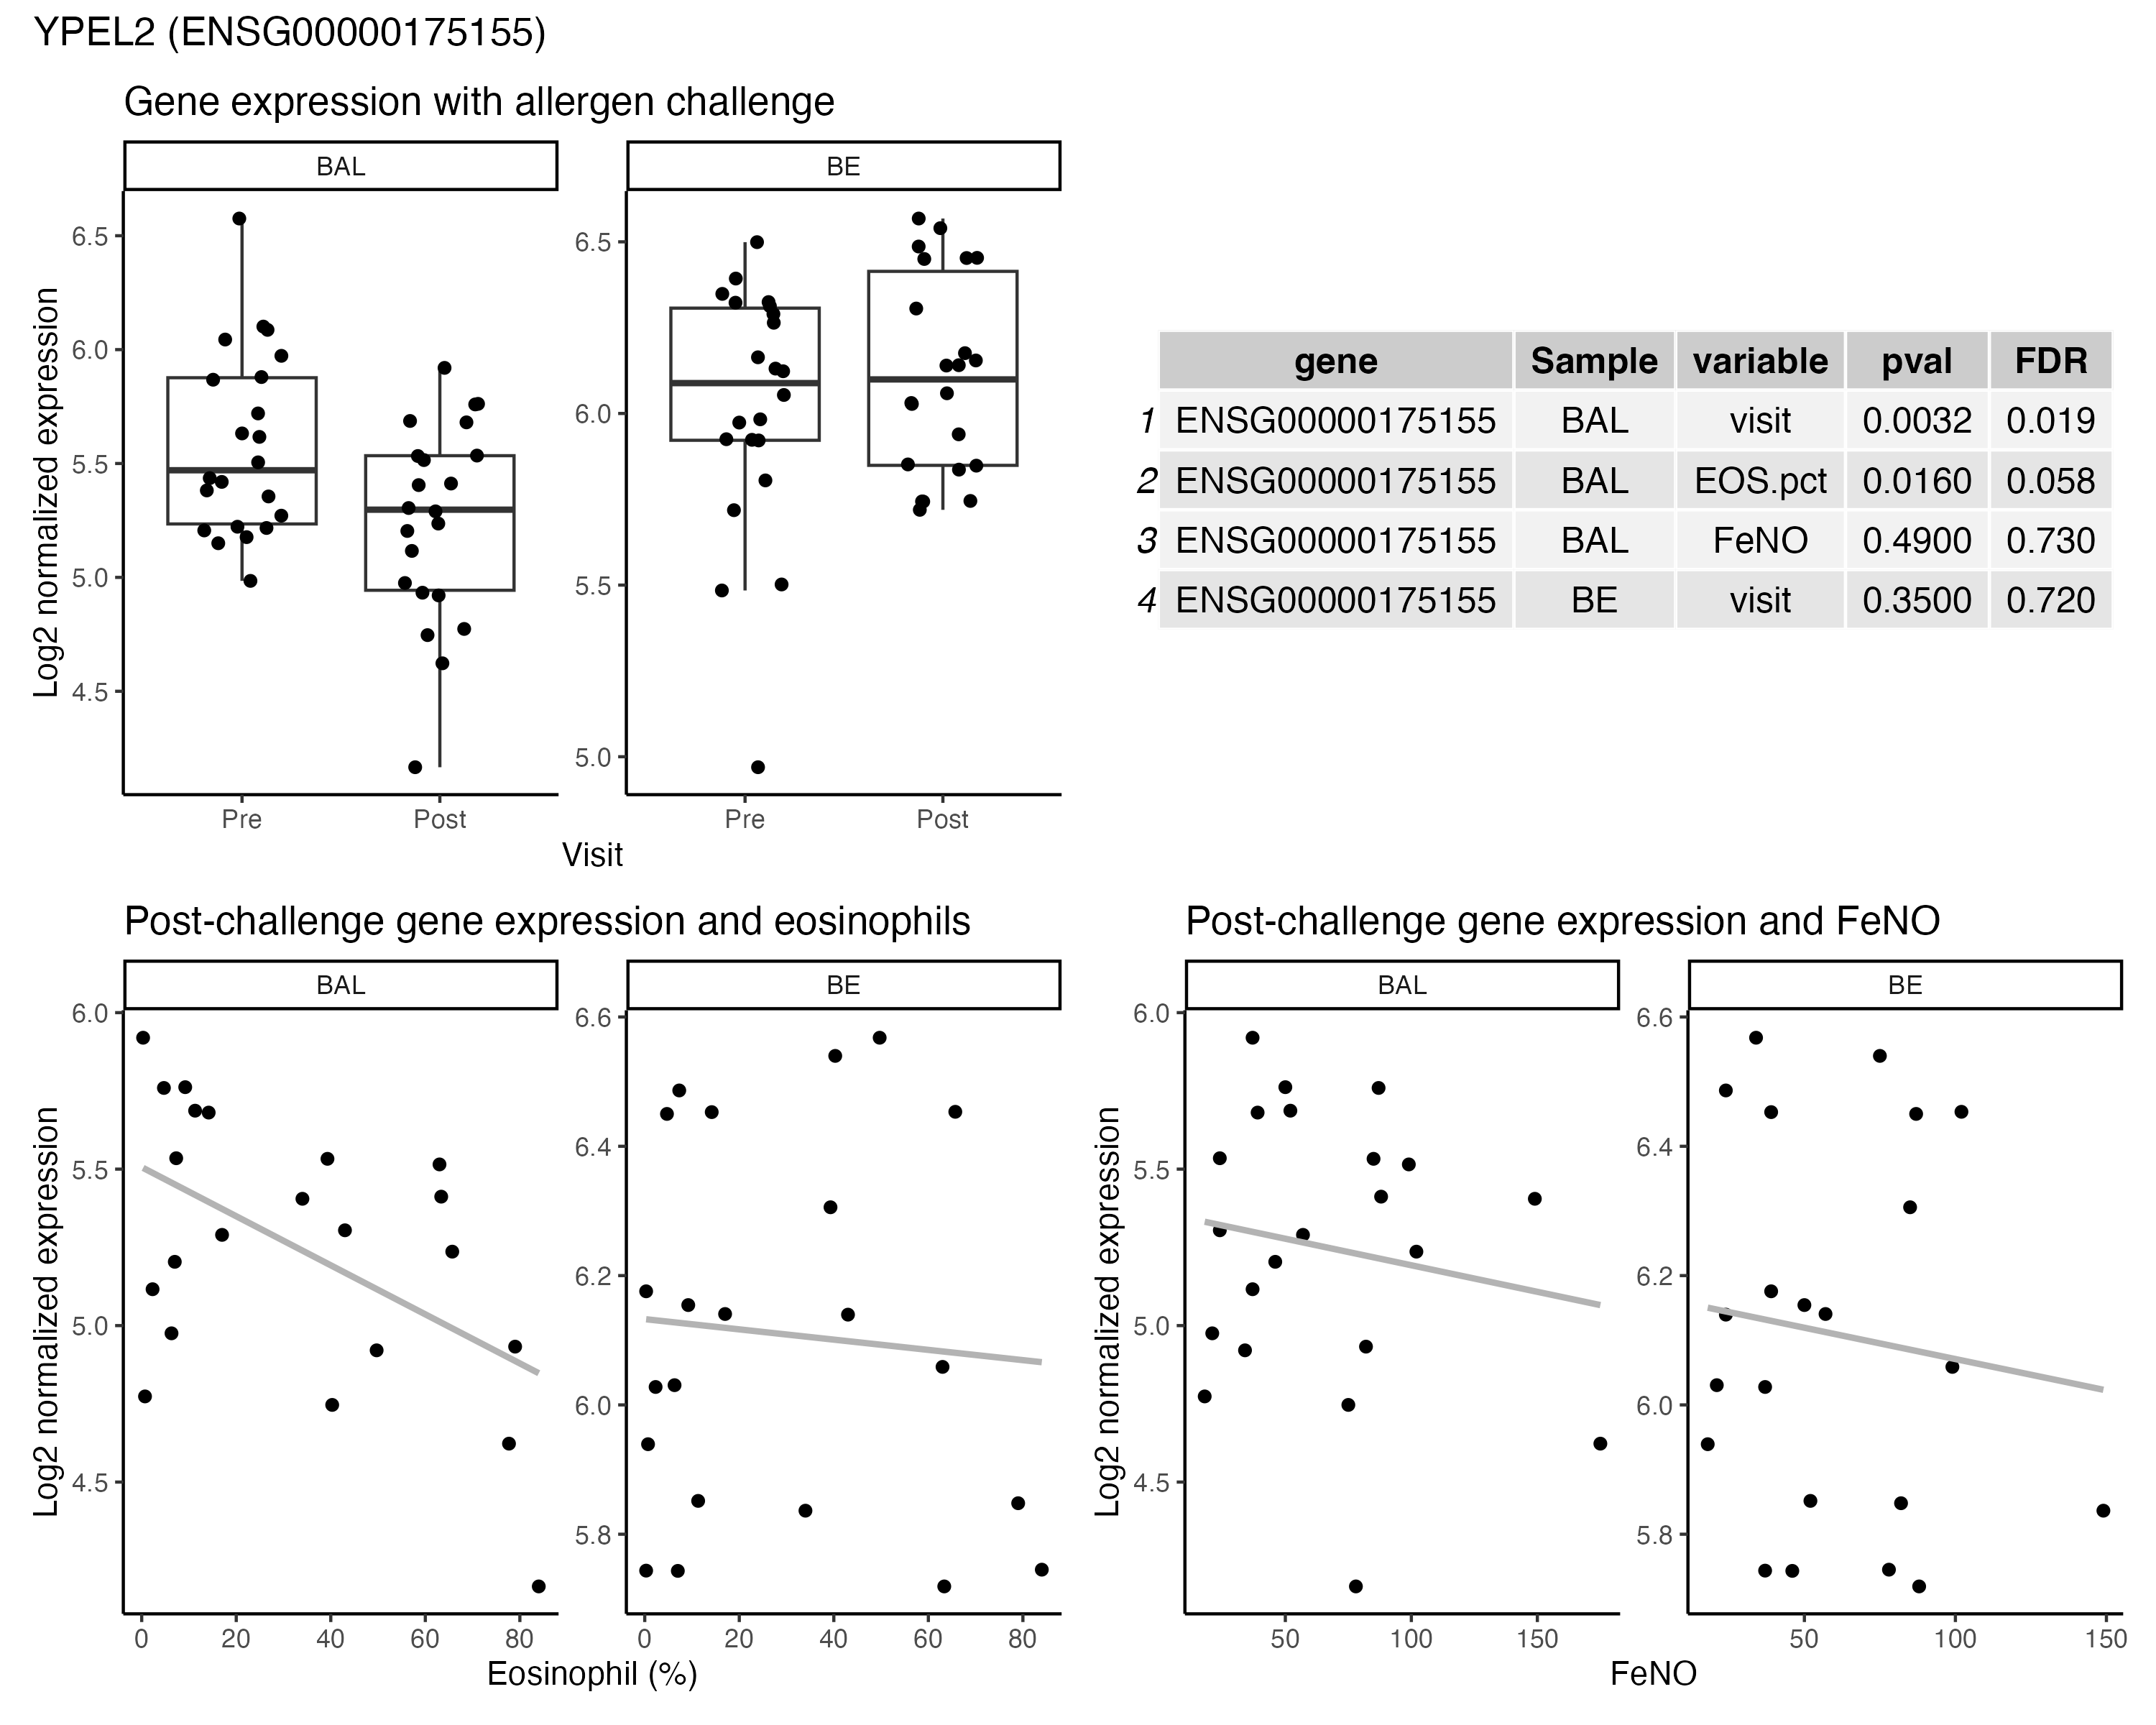 YPEL2 (ENSG00000175155)
Gene expression with allergen challenge
BAL
BE
Log2 normalized expression
6.5
6.0
5.5
5.0
4.5
6.5
6.0
5.5
5.0
Pre
Post
Pre
Post
Visit
gene Sample variable pval FDR
1 ENSG00000175155 BAL visit 0.0032 0.019
2 ENSG00000175155 BAL EOS.pct 0.0160 0.058
3 ENSG00000175155 BAL FeNO 0.4900 0.730
4 ENSG00000175155 BE visit 0.3500 0.720
Post-challenge gene expression and eosinophils
BAL
BE
Log2 normalized expression
6.0
5.5
5.0
4.5
6.6
6.4
6.2
6.0
5.8
0 20 40 60 80
0 20 40 60 80
Eosinophil (%)
Post-challenge gene expression and FeNO
BAL
BE
Log2 normalized expression
6.0
5.5
5.0
4.5
6.6
6.4
6.2
6.0
5.8
50 100 150
50 100 150
FeNO